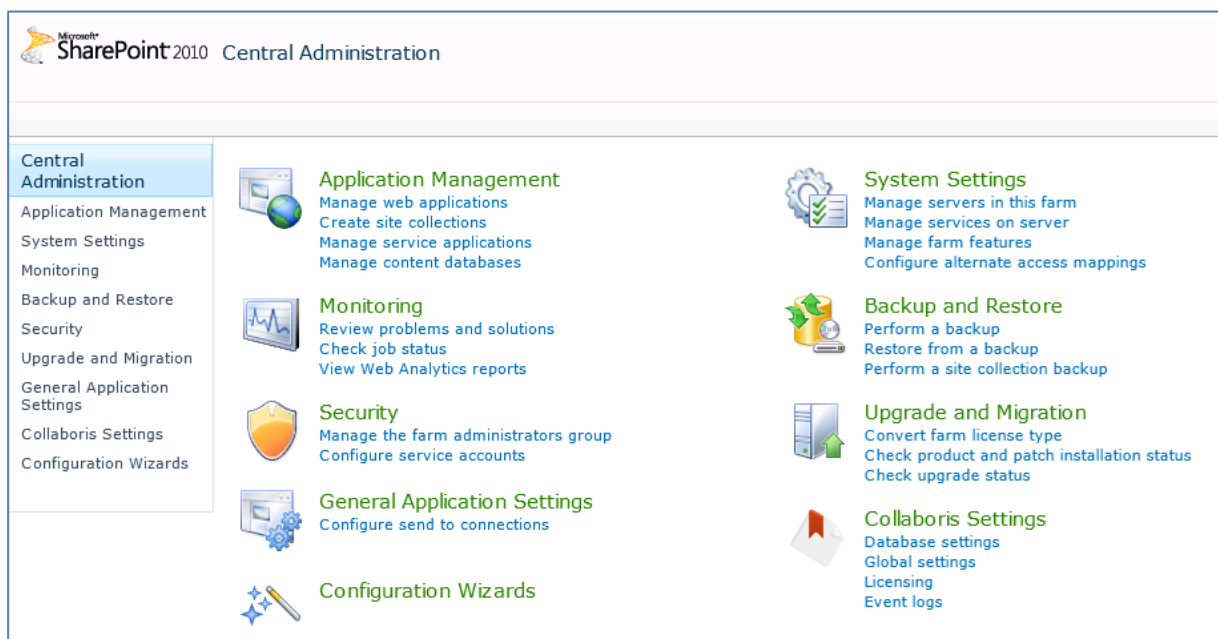 Microsoft
SharePoint 2010 Central Administration
Central
Administration
Application Management
System Settings
Monitoring
Backup and Restore
Security
Upgrade and Migration
General Application
Settings
Collaboris Settings
Configuration Wizards
Application Management
Manage web applications
Create site collections
Manage service applications
Manage content databases
Monitoring
Review problems and solutions
Check job status
View Web Analytics reports
Security
Manage the farm administrators group
Configure service accounts
General Application Settings
Configure send to connections
Configuration Wizards
System Settings
Manage servers in this farm
Manage services on server
Manage farm features
Configure alternate access mappings
Backup and Restore
Perform a backup
Restore from a backup
Perform a site collection backup
Upgrade and Migration
Convert farm license type
Check product and patch installation status
Check upgrade status
Collaboris Settings
Database settings
Global settings
Licensing
Event logs